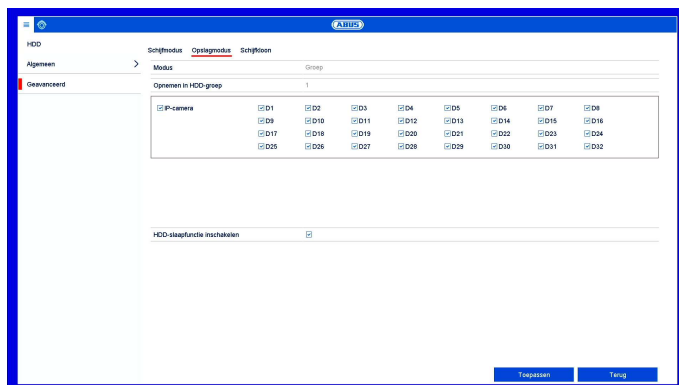 ABUS
HDD
Schijfmodus Opslagmodus Schijfkloon
Algemeen >
Modus Groep
Geavanceerd
Opnemen in HDD-groep 1
IP-camera D1 D2 D3 D4 D5 D6 D7 D8
D9 D10 D11 D12 D13 D14 D15 D16
D17 D18 D19 D20 D21 D22 D23 D24
D25 D26 D27 D28 D29 D30 D31 D32
HDD-slaapfunctie inschakelen
Toepassen Terug